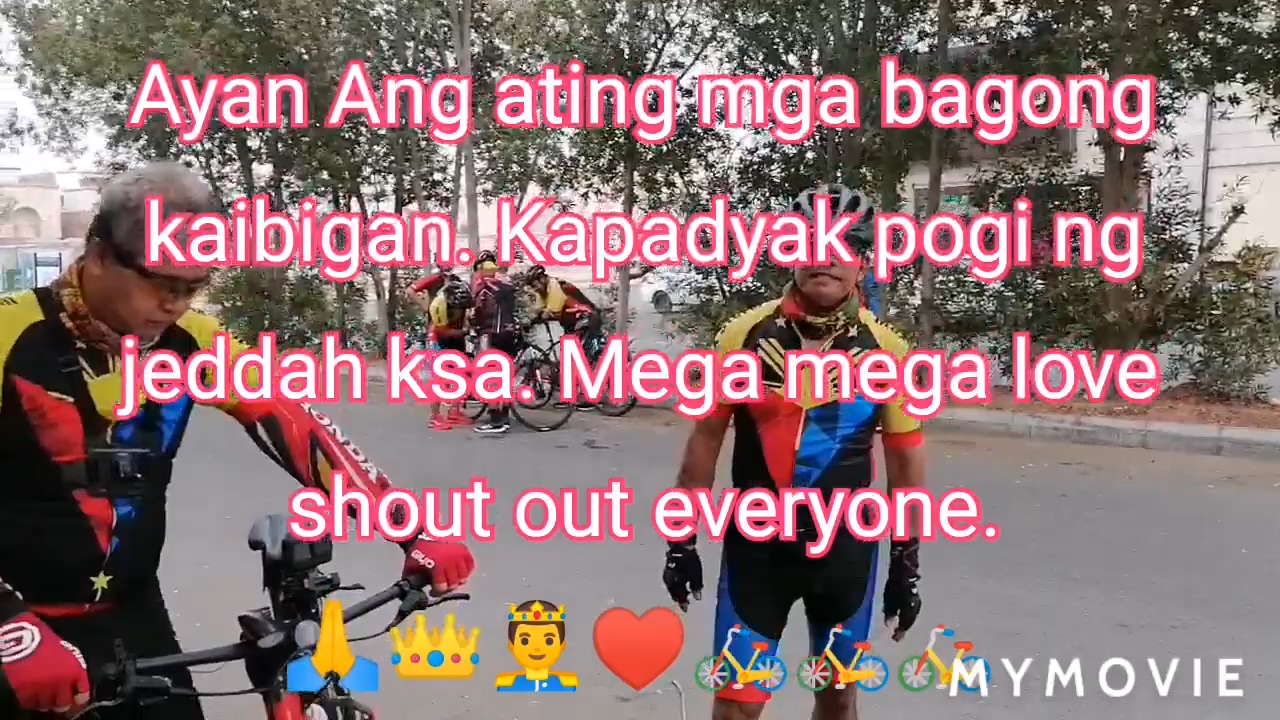 Ayan Ang ating mga bagong
kaibigan. Kapadyak pogi ng
jeddah ksa. Mega mega love
shout out everyone.
MYMOVIE